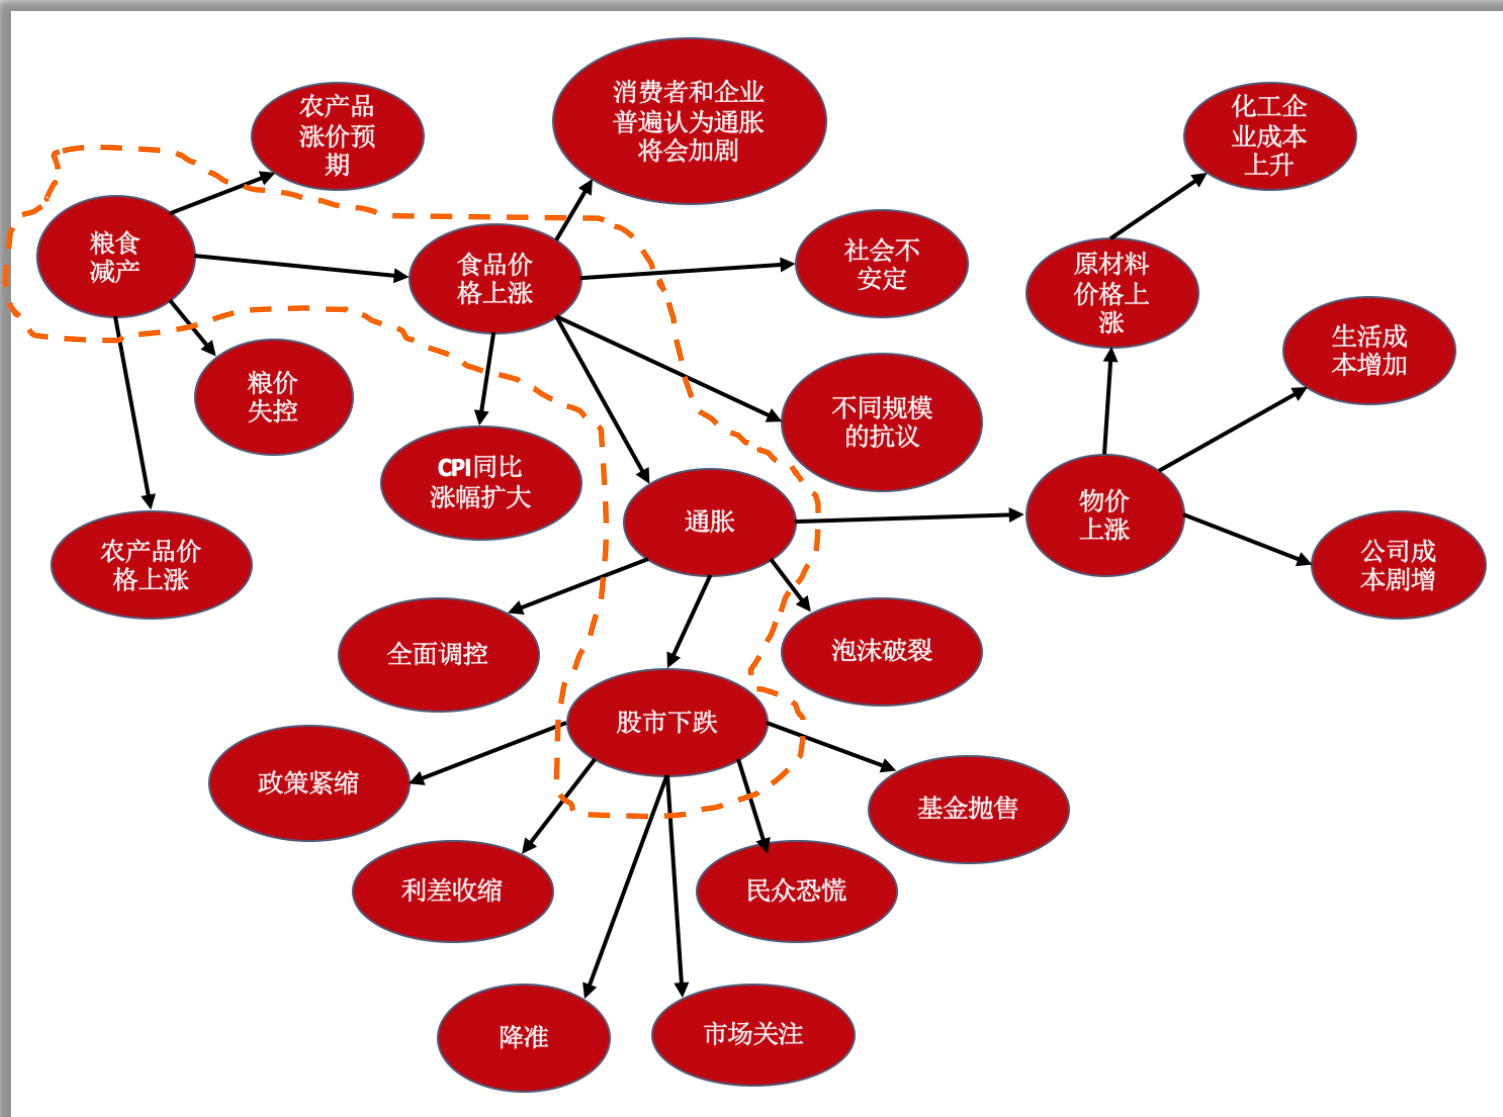 农产品
涨价预
期
消费者和企业
普遍认为通胀
将会加剧
化工企
业成本
上升
粮食
减产
食品价
格上涨
社会不
安定
原材料
价格上
涨
生活成
本增加
粮价
失控
不同规模
的抗议
CPI同比
涨幅扩大
通胀
物价
上涨
农产品价
格上涨
公司成
本剧增
全面调控
泡沫破裂
股市下跌
政策紧缩
基金抛售
利差收缩
民众恐慌
降准
市场关注